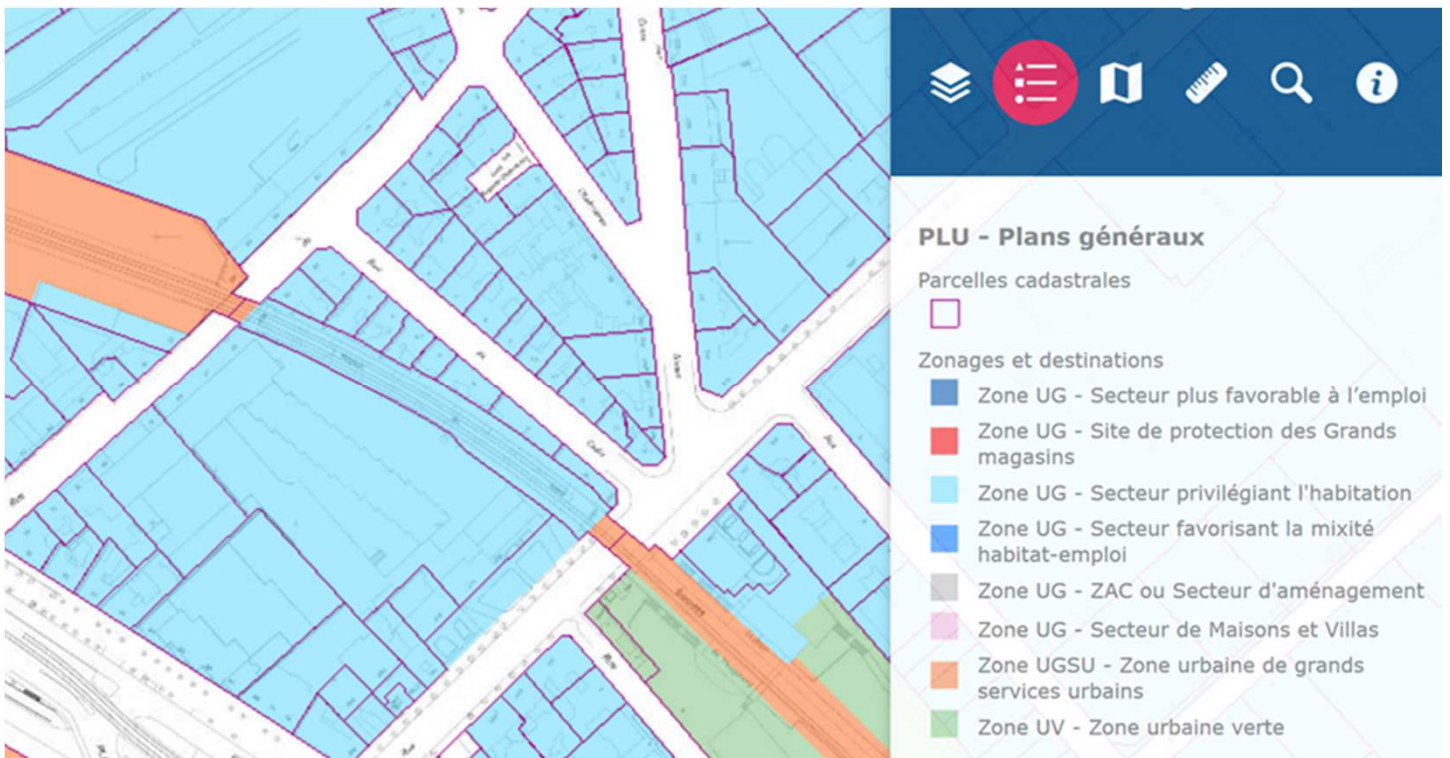 PLU - Plans généraux
Parcelles cadastrales
Zonages et destinations
Zone UG - Secteur plus favorable à l'emploi
Zone UG - Site de protection des Grands
magasins
Zone UG - Secteur privilégiant l'habitation
Zone UG - Secteur favorisant la mixité
habitat-emploi
Zone UG - ZAC ou Secteur d'aménagement
Zone UG - Secteur de Maisons et Villas
Zone UGSU - Zone urbaine de grands
services urbains
Zone UV - Zone urbaine verte